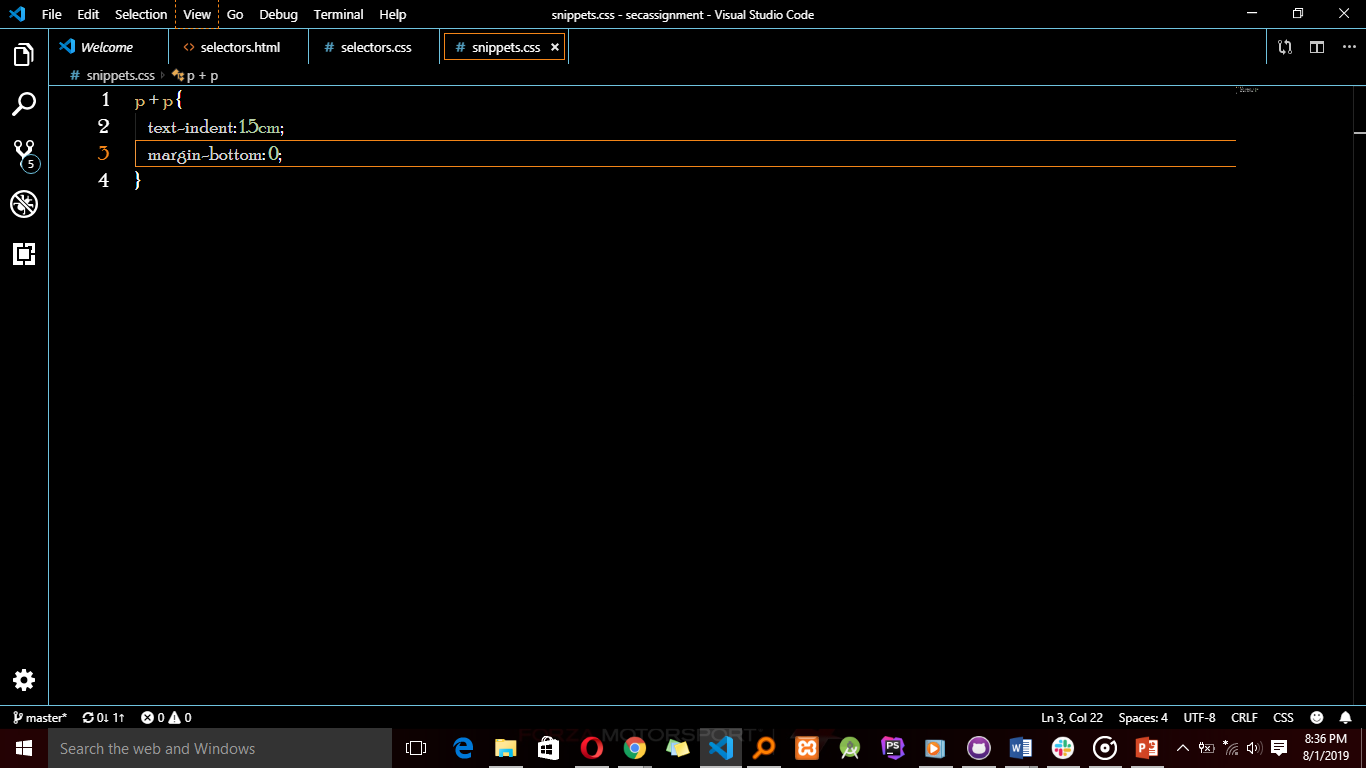 File Edit Selection View Go Debug Terminal Help snippets.css - secassignment - Visual Studio Code
Welcome selectors.html selectors.css snippets.css
snippets.css p + p
1 p + p {
2 text-indent: 1.5cm;
3 margin-bottom: 0;
4 }
5
master* 0↓ 1↑ 0 0 Ln 3, Col 22 Spaces: 4 UTF-8 CRLF CSS
MOTORSPORT
Search the web and Windows PS 8:36 PM
8/1/2019